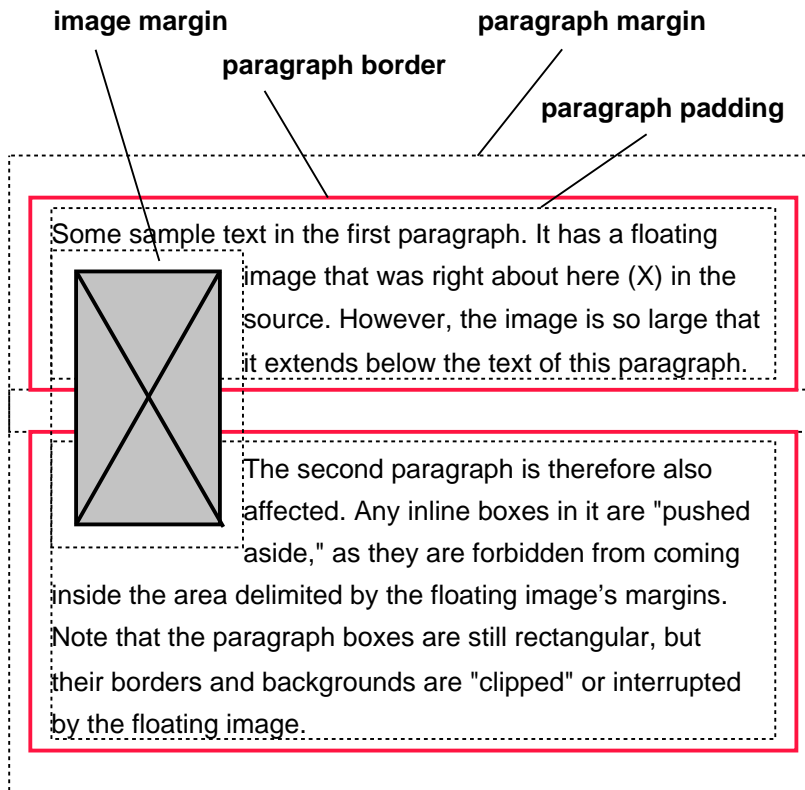 image margin
paragraph margin
paragraph border
paragraph padding
Some sample text in the first paragraph. It has a floating
image that was right about here (X) in the
source. However, the image is so large that
it extends below the text of this paragraph.
The second paragraph is therefore also
affected. Any inline boxes in it are "pushed
aside," as they are forbidden from coming
inside the area delimited by the floating image’s margins.
Note that the paragraph boxes are still rectangular, but
their borders and backgrounds are "clipped" or interrupted
by the floating image.